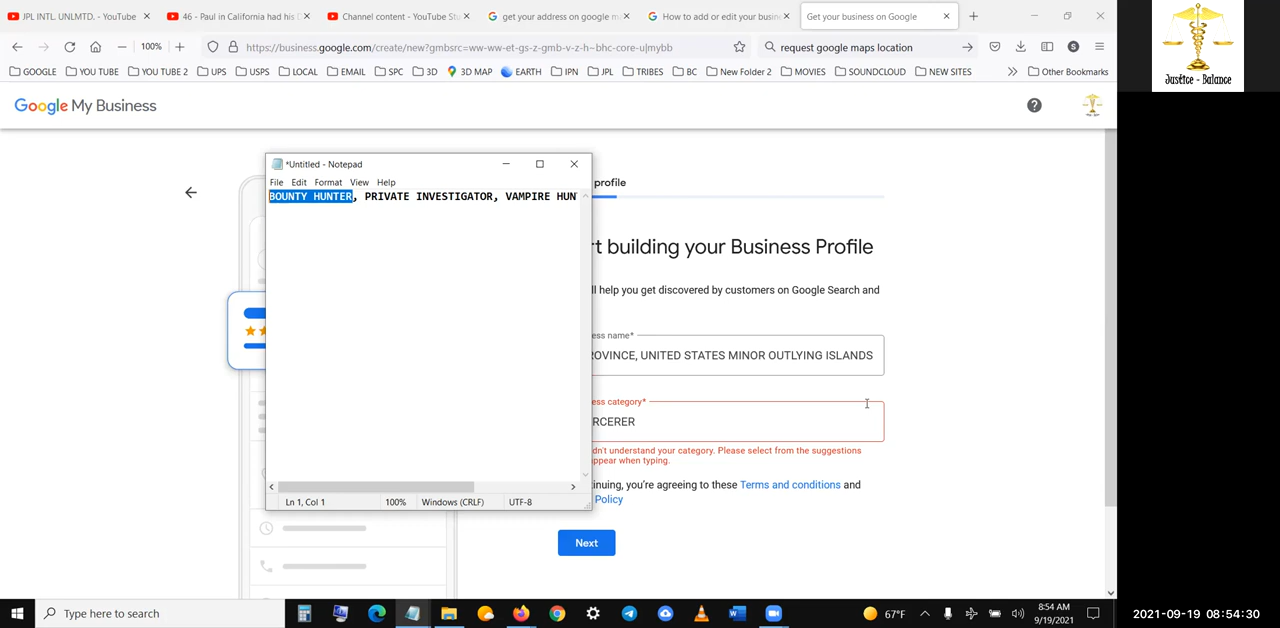 JPL INTL. UNLMTD. - YouTube
46 - Paul in California had his
Channel content - YouTube Stu
get your address on google m
How to add or edit your busin
Get your business on Google
100%
https://business.google.com/create/new?gmbsrc=ww-ww-et-gs-z-gmb-v-z-h~bhc-core-u|mybb
request google maps location
S
GOOGLE YOU TUBE YOU TUBE 2 UPS USPS LOCAL EMAIL SPC 3D 3D MAP EARTH IPN JPL TRIBES BC New Folder 2 MOVIES SOUNDCLOUD NEW SITES Other Bookmarks
Justice - Balance
Google My Business
*Untitled - Notepad
File Edit Format View Help
BOUNTY HUNTER, PRIVATE INVESTIGATOR, VAMPIRE HUN
Ln 1, Col 1 100% Windows (CRLF) UTF-8
profile
rt building your Business Profile
ll help you get discovered by customers on Google Search and
ess name*
ROVINCE, UNITED STATES MINOR OUTLYING ISLANDS
ess category*
RCERER
dn't understand your category. Please select from the suggestions
appear when typing.
tinuing, you're agreeing to these Terms and conditions and
Policy
Next
Type here to search
67°F
8:54 AM
9/19/2021
2021-09-19 08:54:30